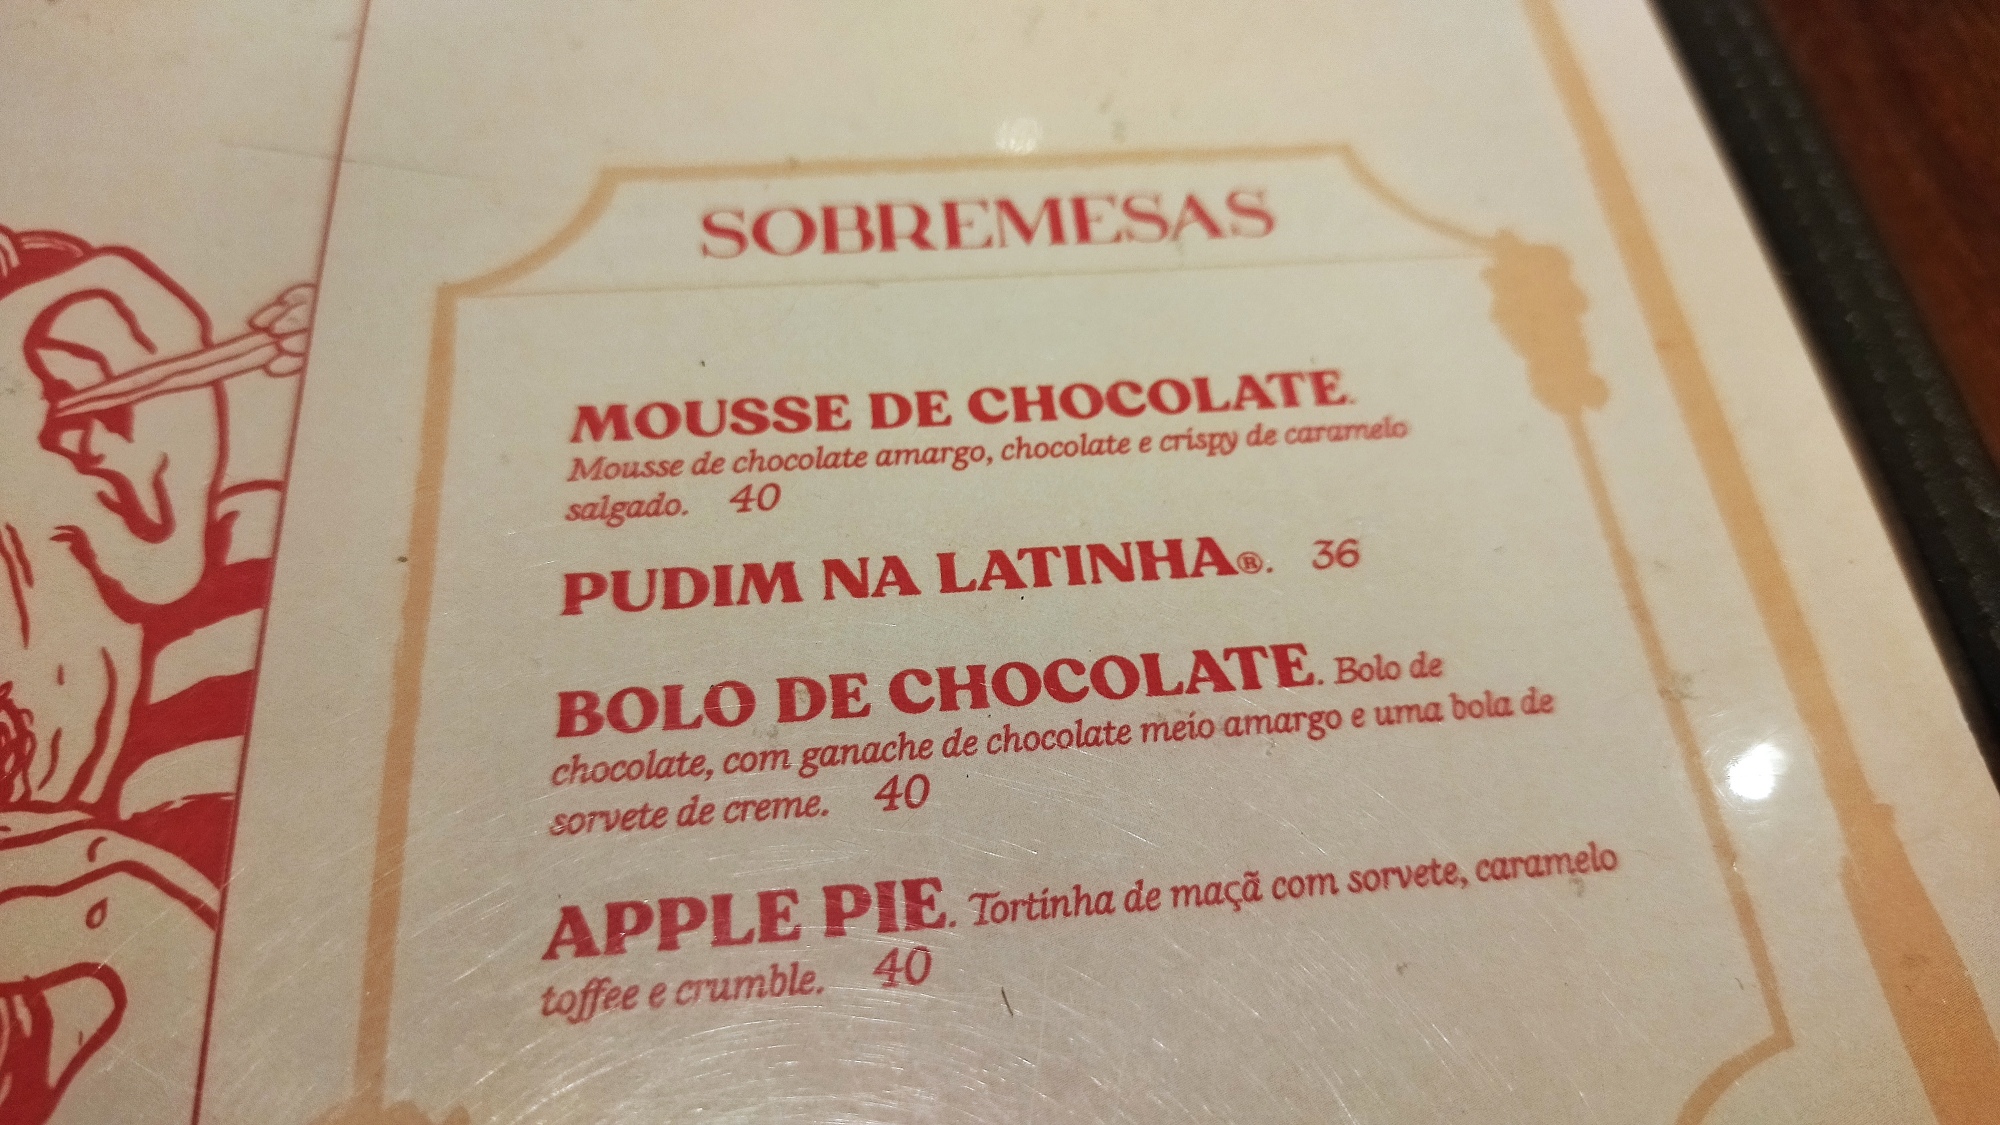 SOBREMESAS
MOUSSE DE CHOCOLATE.
Mousse de chocolate amargo, chocolate e crispy de caramelo
salgado. 40
PUDIM NA LATINHA®. 36
BOLO DE CHOCOLATE. Bolo de
chocolate, com ganache de chocolate meio amargo e uma bola de
sorvete de creme. 40
APPLE PIE. Tortinha de maçã com sorvete, caramelo
toffee e crumble. 40